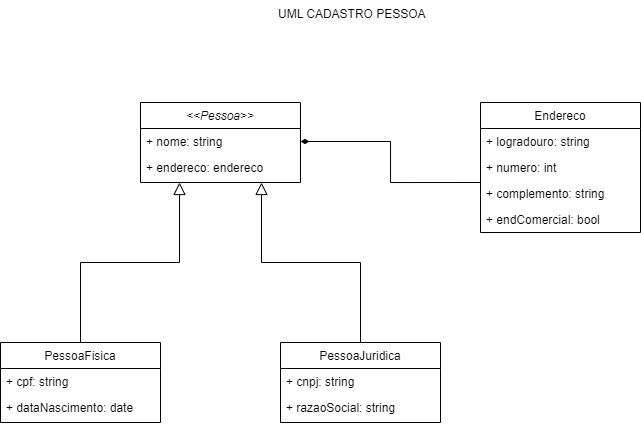 UML CADASTRO PESSOA
<<Pessoa>>
+ nome: string
+ endereco: endereco
Endereco
+ logradouro: string
+ numero: int
+ complemento: string
+ endComercial: bool
PessoaFisica
+ cpf: string
+ dataNascimento: date
PessoaJuridica
+ cnpj: string
+ razaoSocial: string